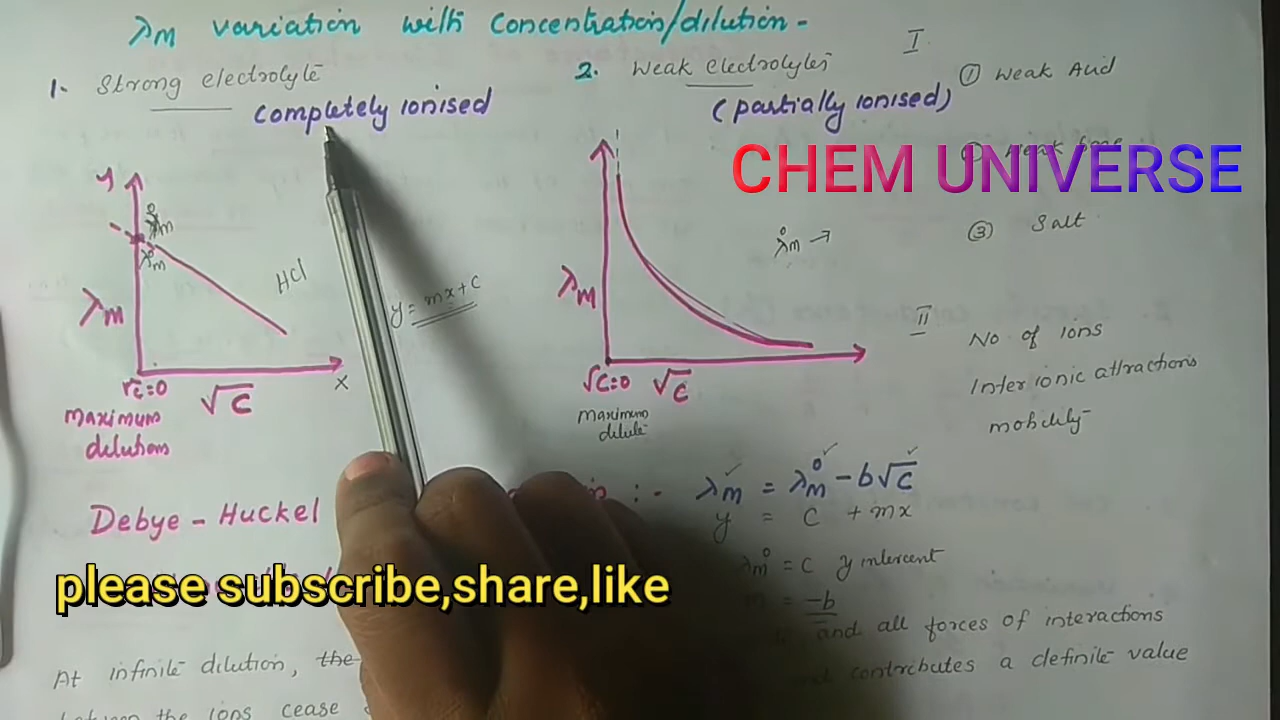 λm variation with concentration/dilution -
1. Strong electrolyte
completely ionised
y
λ°m
λ°m
λm
HCl
y = mx + c
√c=0
√c
x
maximum
dilutions
2. Weak electrolytes
(partially ionised)
λm
λ°m →
√c=0
√c
maximum
dilute
I
① Weak Acid
CHEM UNIVERSE
③ Salt
II
No of ions
Inter ionic attractions
mobility
Debye - Huckel
:- λm = λ°m - b√c
y = c + mx
λ°m = c y intercent
= -b
please subscribe,share,like
and all forces of interactions
At infinite dilution, the
contributes a definite value
between the ions cease